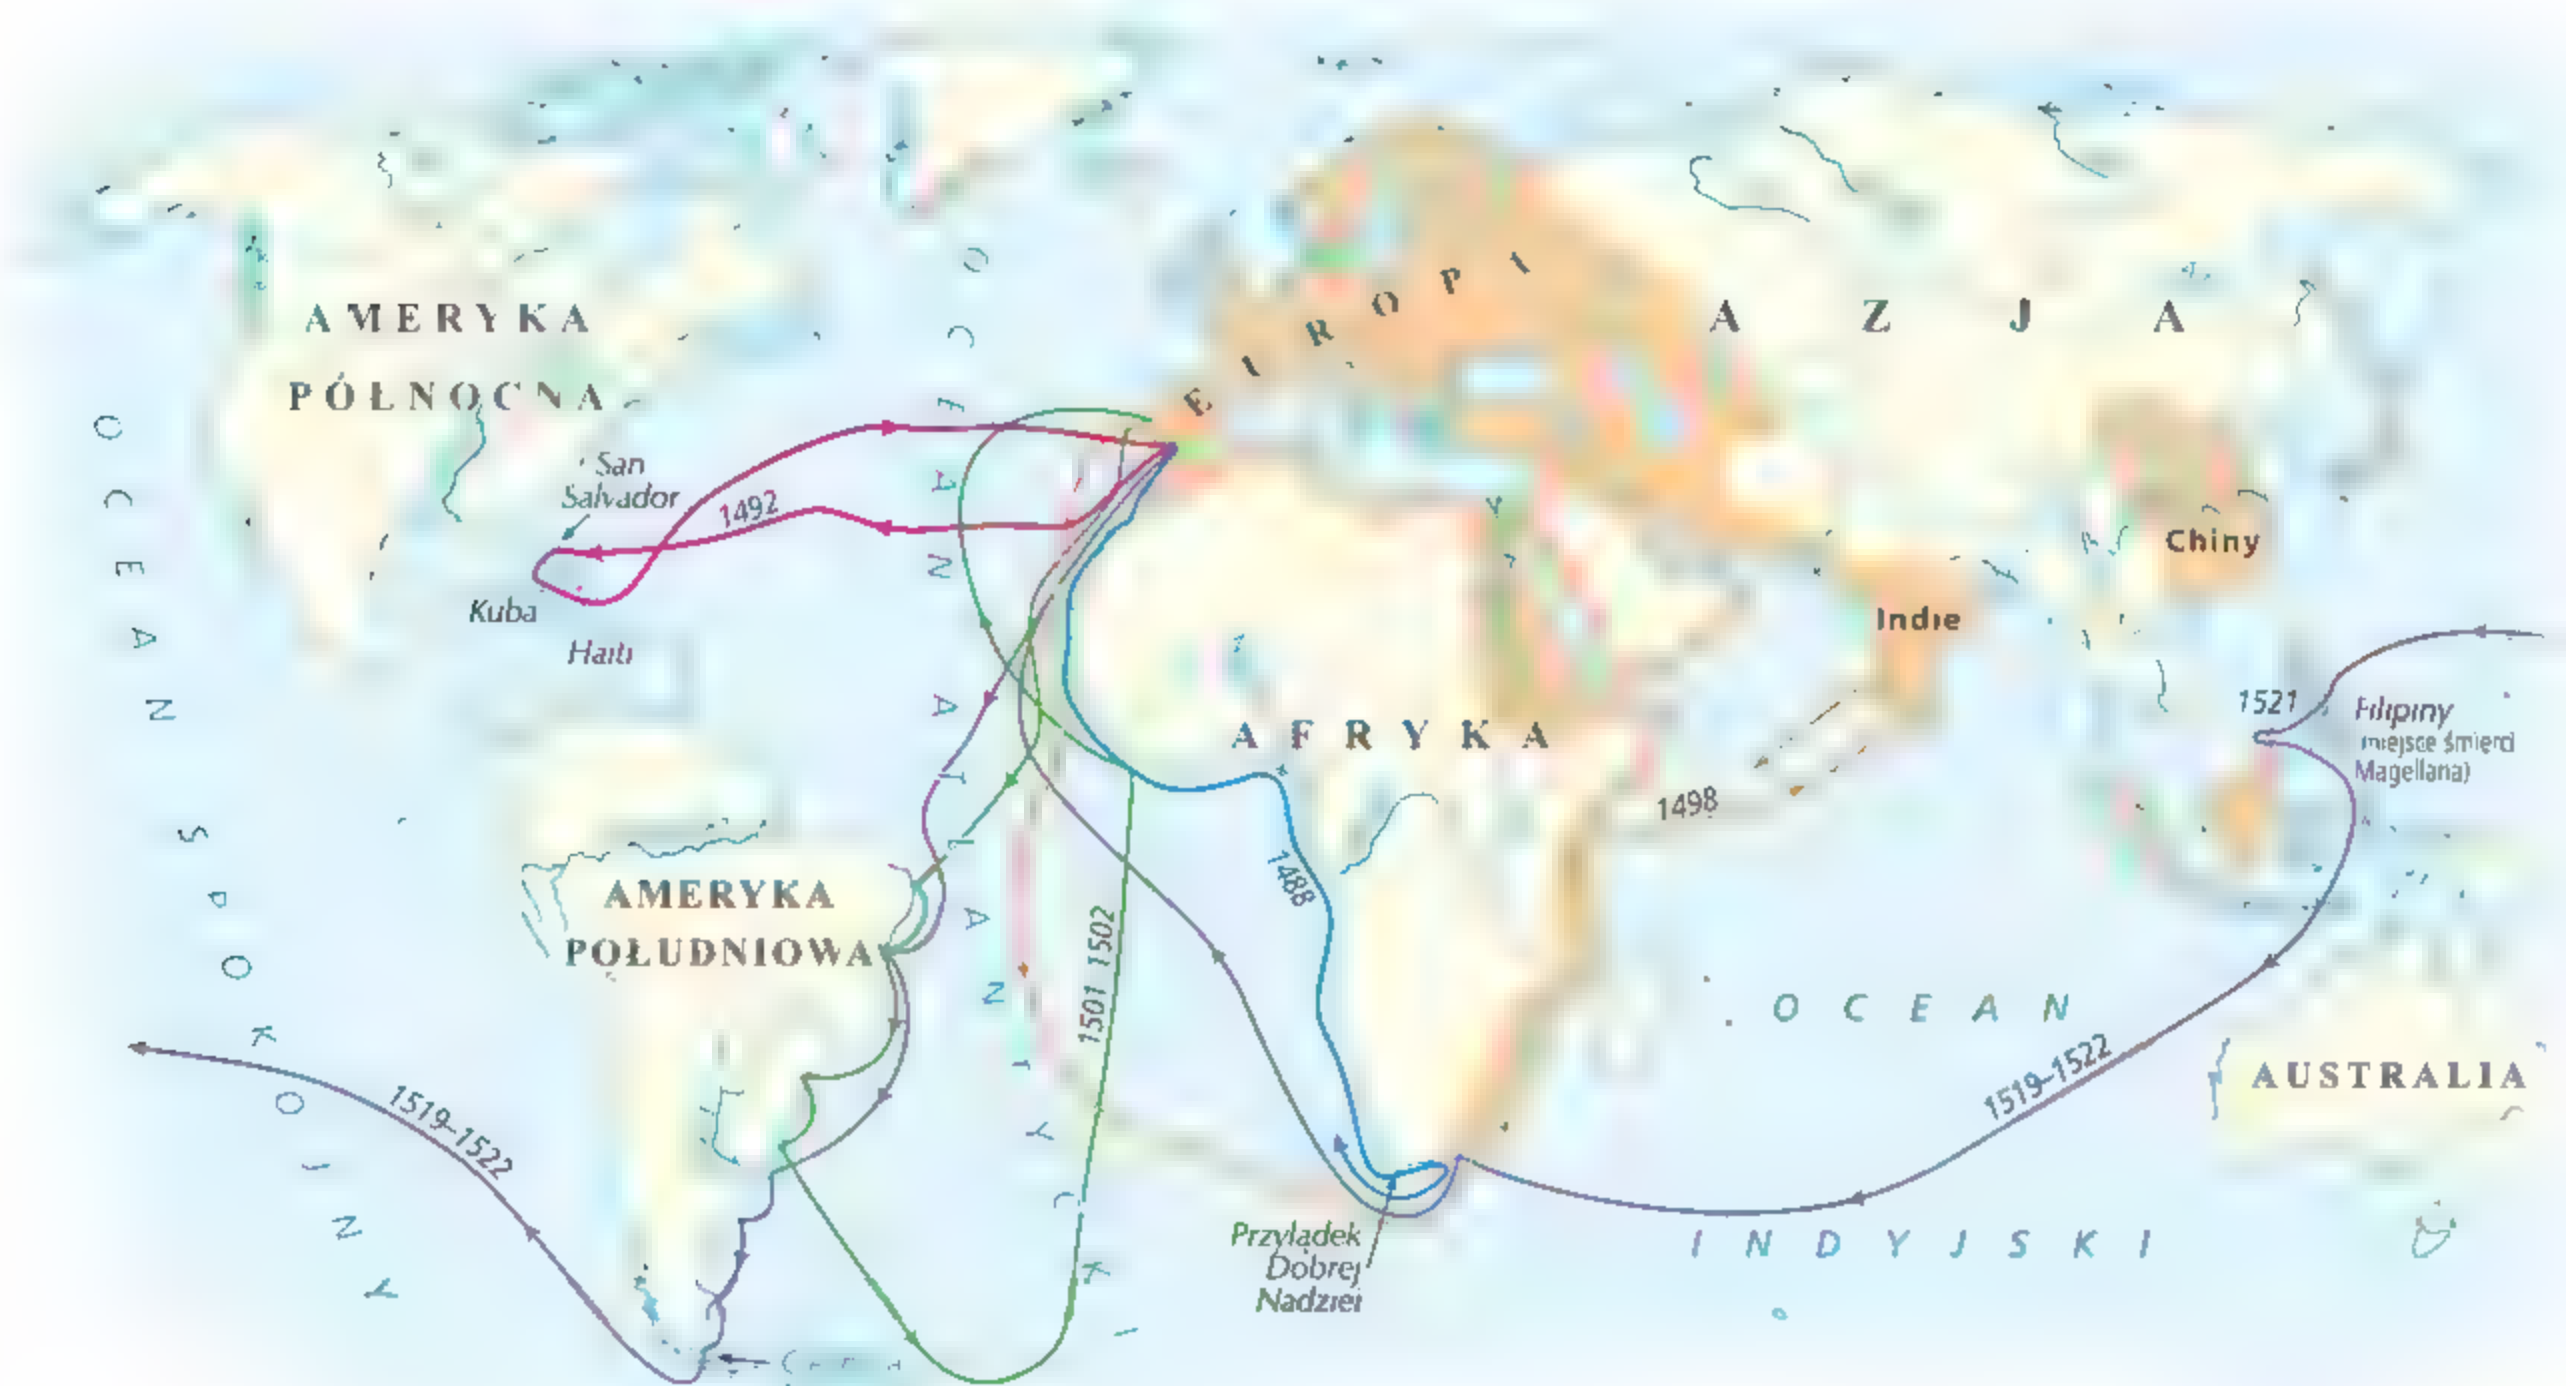 AMERYKA
PÓŁNOCNA
San
Salvador
1492
Kuba
Haiti
OCEAN SPOKOJNY
OCEAN ATLANTYCKI
AZJA
Chiny
Indie
AFRYKA
1498
1521
Filipiny
miejsce śmierci
Magellana)
AMERYKA
POŁUDNIOWA
1488
1501 1502
OCEAN
INDYJSKI
AUSTRALIA
1519–1522
1519–1522
Przylądek
Dobrej
Nadziei